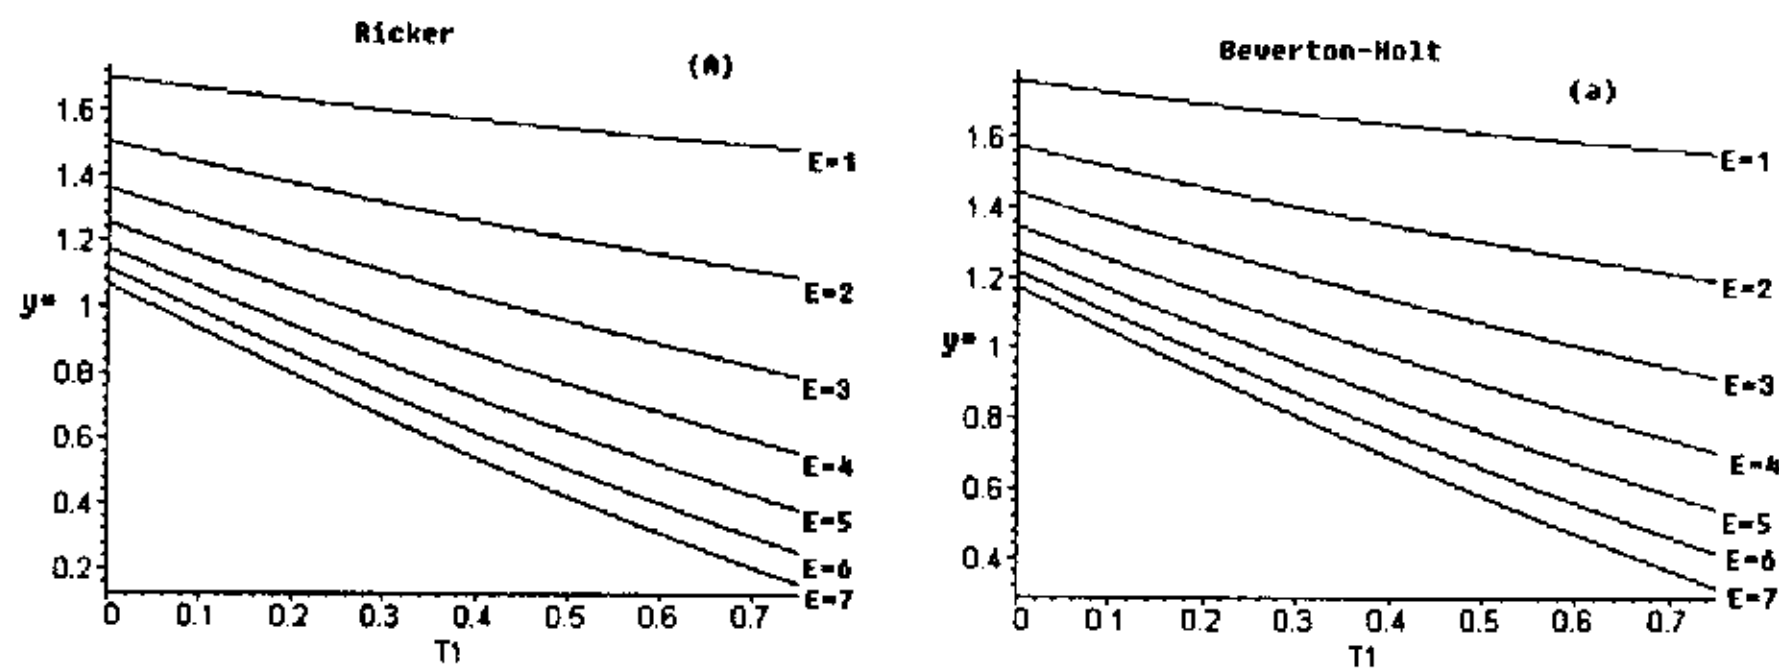 Ricker
(A)
1.6
1.4
1.2
y* 1
0.8
0.6
0.4
0.2
E=1
E=2
E=3
E=4
E=5
E=6
E=7
0 0.1 0.2 0.3 0.4 0.5 0.6 0.7
T1
Beverton-Holt
(a)
1.6
1.4
1.2
y* 1
0.8
0.6
0.4
E=1
E=2
E=3
E=4
E=5
E=6
E=7
0 0.1 0.2 0.3 0.4 0.5 0.6 0.7
T1